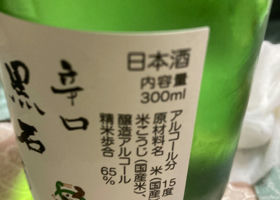 日本酒
内容量
300ml
アルコール分 15度
原材料名 米(国産
米こうじ(国産米)、
醸造アルコール
精米歩合 65%
辛口
黒石